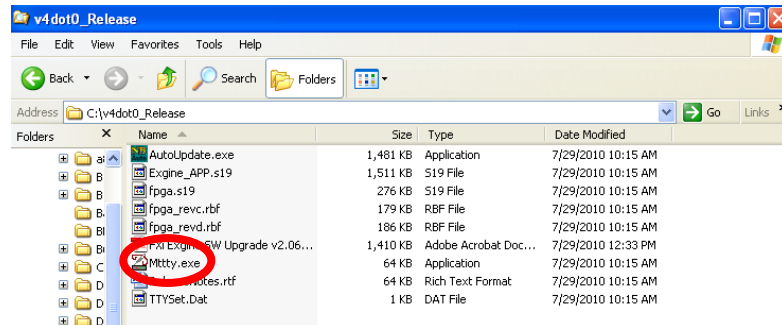 v4dot0_Release
File Edit View Favorites Tools Help
Back Search Folders
Address C:\v4dot0_Release Go Links
Folders Name Size Type Date Modified
AutoUpdate.exe 1,481 KB Application 7/29/2010 10:15 AM
Exgine_APP.s19 1,511 KB S19 File 7/29/2010 10:15 AM
B fpga.s19 276 KB S19 File 7/29/2010 10:15 AM
B fpga_revc.rbf 179 KB RBF File 7/29/2010 10:15 AM
fpga_revd.rbf 186 KB RBF File 7/29/2010 10:15 AM
SW Upgrade v2.06... 1,410 KB Adobe Acrobat Doc... 7/29/2010 12:33 PM
C Mttty.exe 64 KB Application 7/29/2010 10:15 AM
D 64 KB Rich Text Format 7/29/2010 10:15 AM
D TTYSet.Dat 1 KB DAT File 7/29/2010 10:15 AM
D